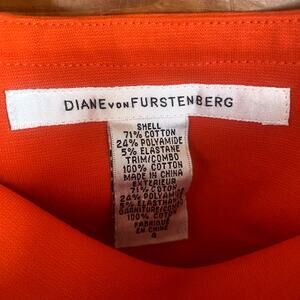 DIANE VON FURSTENBERG
SHELL
71% COTTON
24% POLYAMIDE
5% ELASTANE
TRIM/COMBO
100% COTTON
MADE IN CHINA
EXTERIEUR
71% COTON
24% POLYAMIDE
5% ELASTHANNE
GARNITURE/COMBO
100% COTON
FABRIQUE
EN CHINE
4